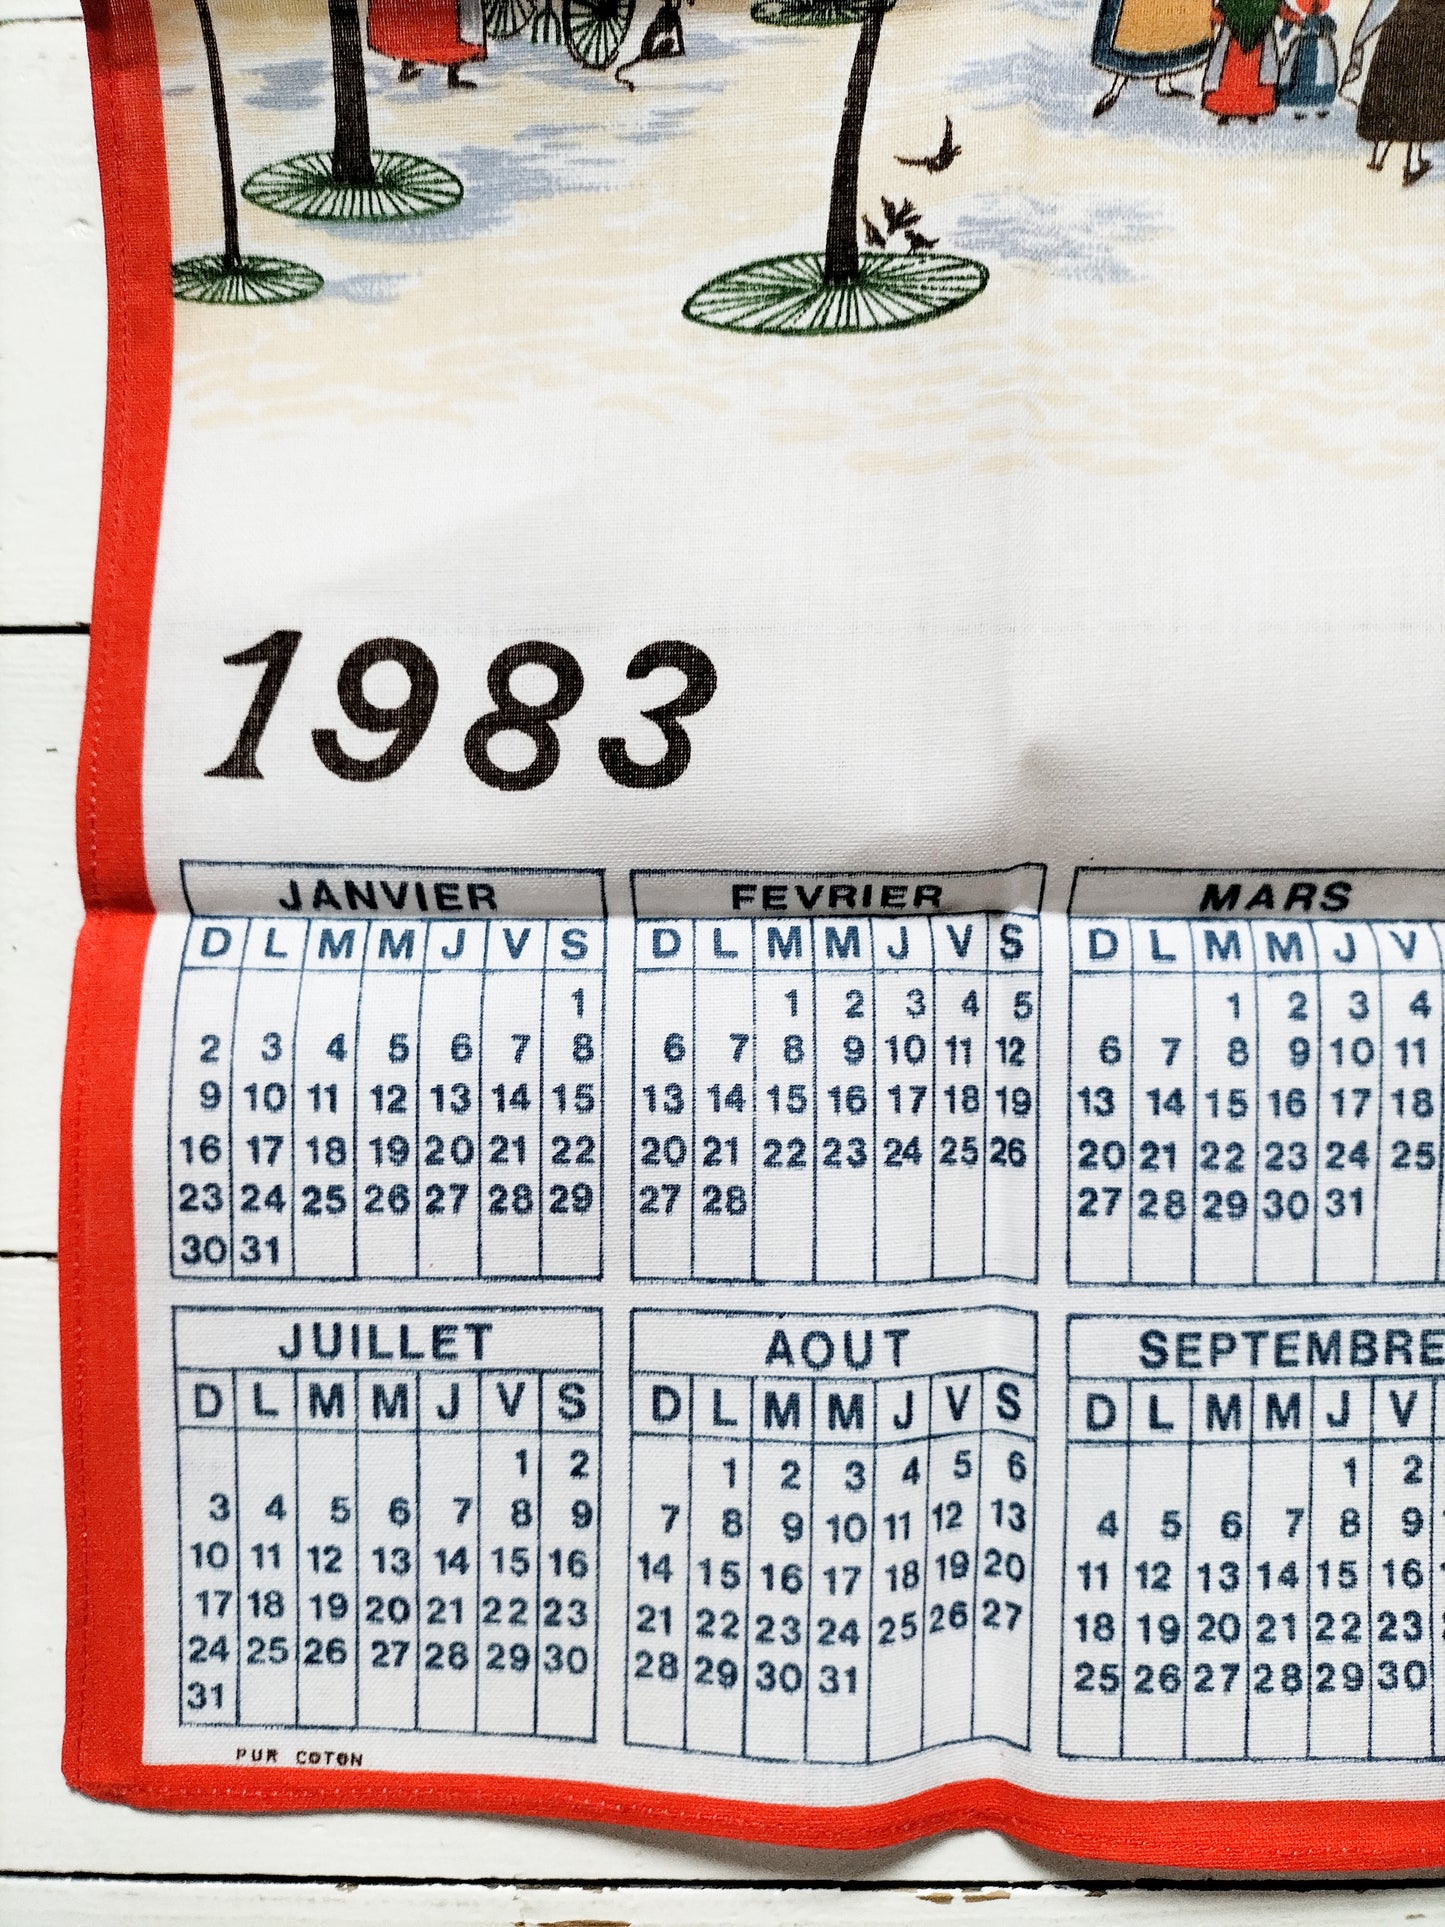 1983
JANVIER
D L M M J V S
1
2 3 4 5 6 7 8
9 10 11 12 13 14 15
16 17 18 19 20 21 22
23 24 25 26 27 28 29
30 31
FEVRIER
D L M M J V S
1 2 3 4 5
6 7 8 9 10 11 12
13 14 15 16 17 18 19
20 21 22 23 24 25 26
27 28
MARS
D L M M J V
1 2 3 4
6 7 8 9 10 11
13 14 15 16 17 18
20 21 22 23 24 25
27 28 29 30 31
JUILLET
D L M M J V S
1 2
3 4 5 6 7 8 9
10 11 12 13 14 15 16
17 18 19 20 21 22 23
24 25 26 27 28 29 30
31
AOUT
D L M M J V S
1 2 3 4 5 6
7 8 9 10 11 12 13
14 15 16 17 18 19 20
21 22 23 24 25 26 27
28 29 30 31
SEPTEMBRE
D L M M J V
1 2
4 5 6 7 8 9
11 12 13 14 15 16
18 19 20 21 22 23
25 26 27 28 29 30
PUR COTON